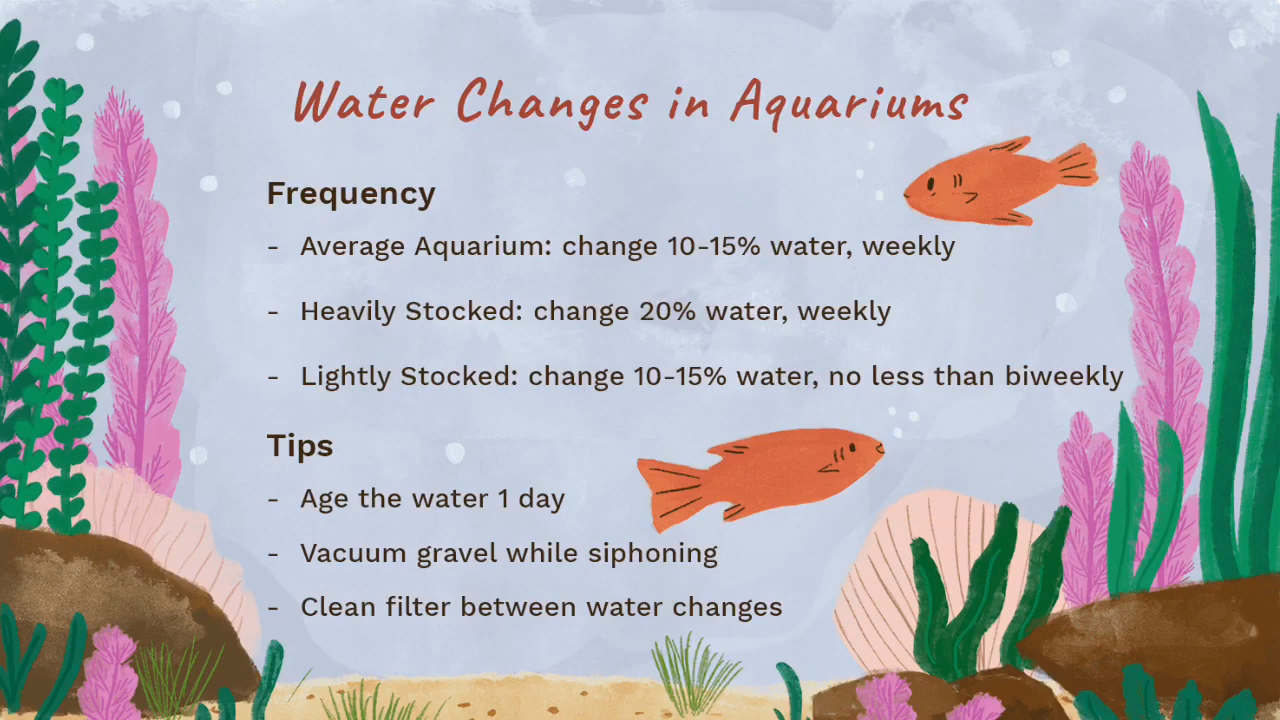 Water Changes in Aquariums
Frequency
- Average Aquarium: change 10-15% water, weekly
- Heavily Stocked: change 20% water, weekly
- Lightly Stocked: change 10-15% water, no less than biweekly
Tips
- Age the water 1 day
- Vacuum gravel while siphoning
- Clean filter between water changes